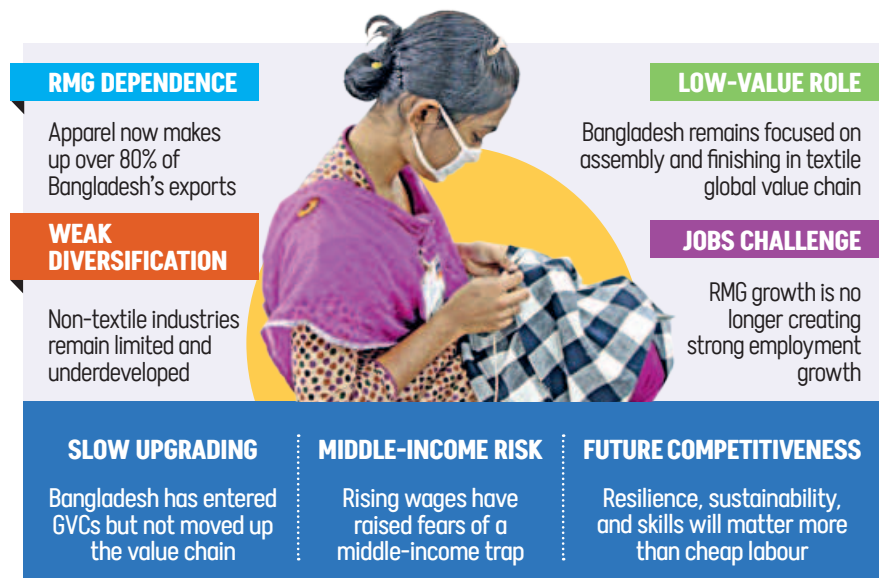 RMG DEPENDENCE
Apparel now makes
up over 80% of
Bangladesh's exports
WEAK
DIVERSIFICATION
Non-textile industries
remain limited and
underdeveloped
LOW-VALUE ROLE
Bangladesh remains focused on
assembly and finishing in textile
global value chain
JOBS CHALLENGE
RMG growth is no
longer creating
strong employment
growth
SLOW UPGRADING
Bangladesh has entered
GVCs but not moved up
the value chain
MIDDLE-INCOME RISK
Rising wages have
raised fears of a
middle-income trap
FUTURE COMPETITIVENESS
Resilience, sustainability,
and skills will matter more
than cheap labour